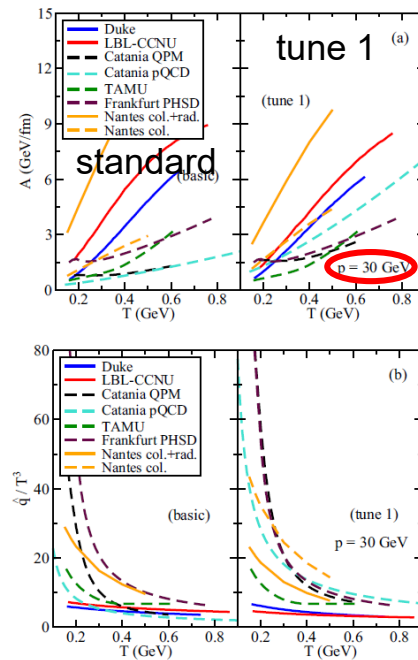 15
12
9
6
3
0
A (GeV/fm)
Duke
LBL-CCNU
Catania QPM
Catania pQCD
TAMU
Frankfurt PHSD
Nantes col.+rad.
Nantes col.
standard
(basic)
0.2 0.4 0.6 0.8
T (GeV)
tune 1
(tune 1)
p = 30 GeV
0.2 0.4 0.6 0.8
T (GeV)
80
60
40
20
0
q̂ / T³
Duke
LBL-CCNU
Catania QPM
Catania pQCD
TAMU
Frankfurt PHSD
Nantes col.+rad.
Nantes col.
(basic)
0.2 0.4 0.6 0.8
T (GeV)
(b)
(tune 1)
p = 30 GeV
0.2 0.4 0.6 0.8
T (GeV)